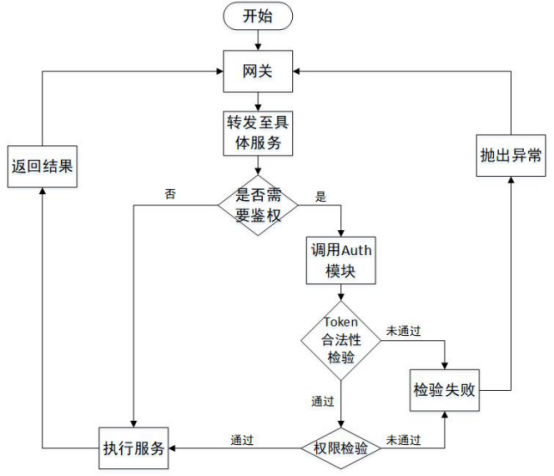 开始
网关
转发至具
体服务
返回结果
抛出异常
否
是否需
要鉴权
是
调用Auth
模块
Token
合法性
检验
未通过
通过
检验失败
执行服务
通过
权限检验
未通过